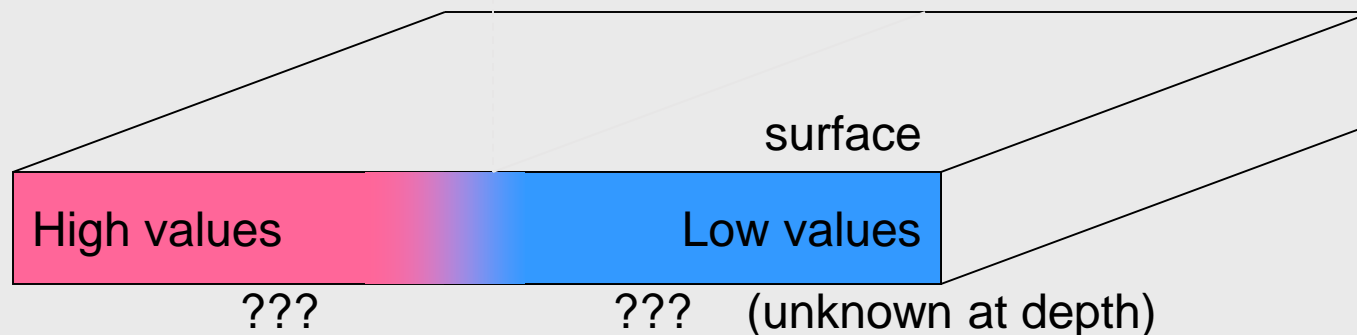 surface
High values Low values
??? ??? (unknown at depth)